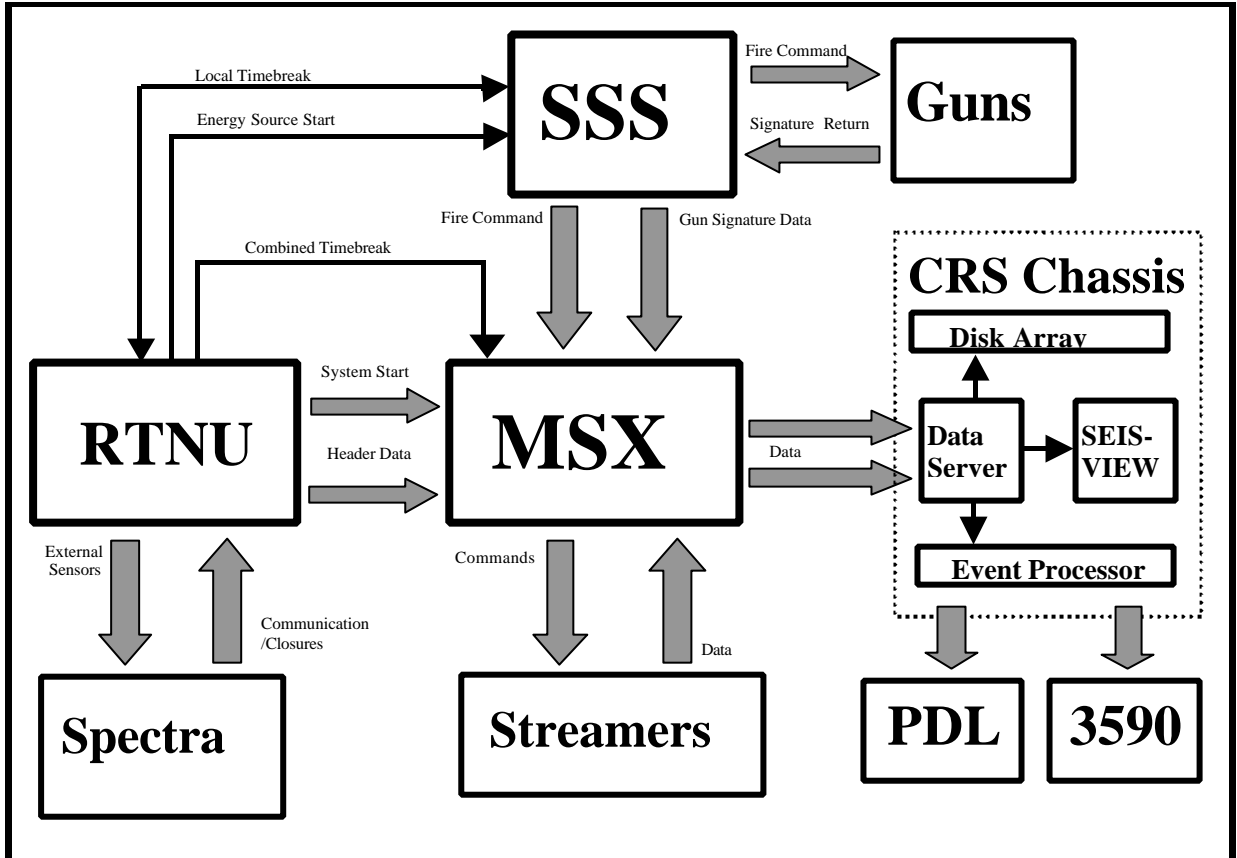 Local Timebreak
Energy Source Start
SSS
Fire Command
Signature Return
Guns
Fire Command
Gun Signature Data
Combined Timebreak
CRS Chassis
Disk Array
Data
Server
SEIS-
VIEW
Event Processor
RTNU
System Start
Header Data
MSX
Data
External
Sensors
Communication
/Closures
Commands
Data
Spectra
Streamers
PDL
3590